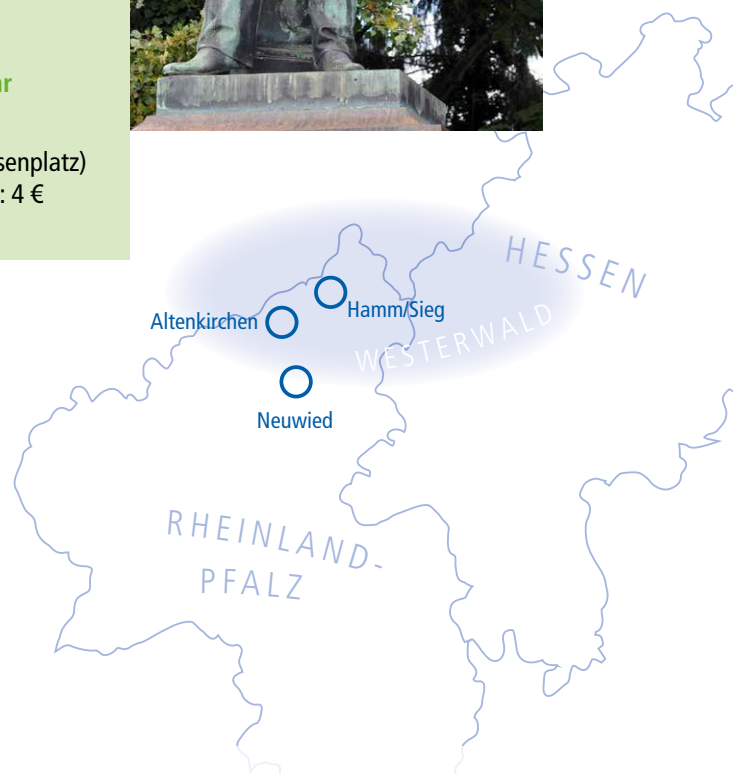 senplatz)
: 4 €
HESSEN
Hamm/Sieg
Altenkirchen
WESTERWALD
Neuwied
RHEINLAND-
PFALZ